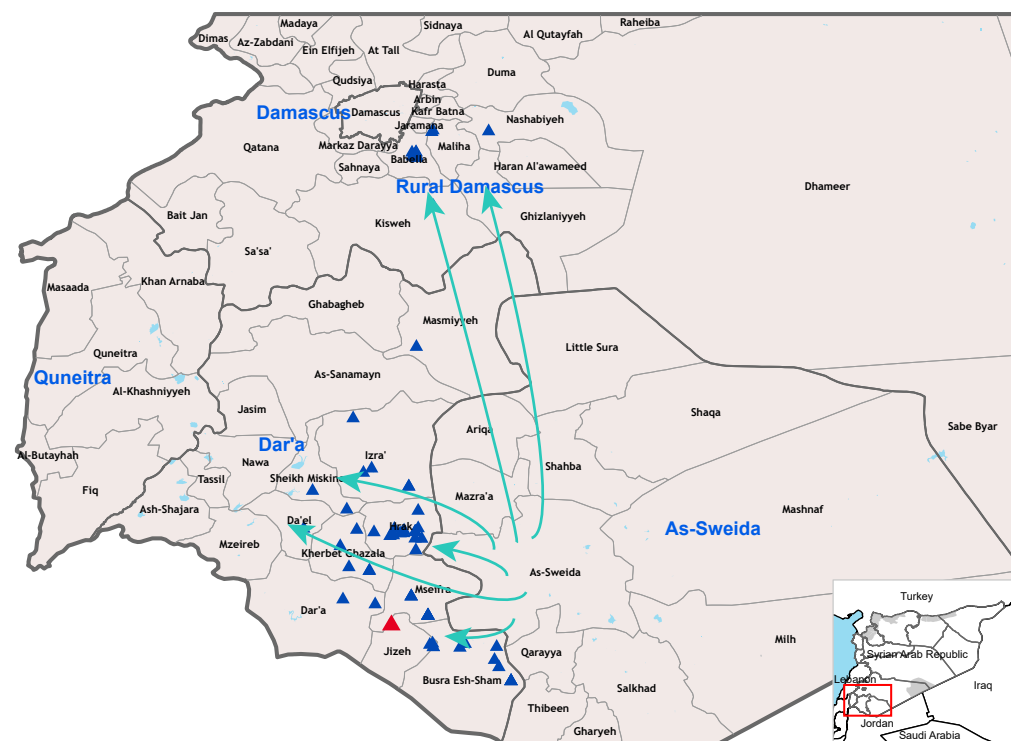 Madaya
Sidnaya
Raheiba
Dimas
Az-Zabdani
Ein Elfijeh
At Tall
Al Qutayfah
Qudsiya
Duma
Harasta
Arbin
Damascus
Damascus
Kafr Batna
Jaramana
Nashabiyeh
Qatana
Markaz Darayya
Maliha
Babella
Sahnaya
Haran Al'awameed
Rural Damascus
Dhameer
Bait Jan
Kisweh
Ghizlaniyyeh
Sa'sa'
Masaada
Khan Arnaba
Ghabagheb
Masmiyyeh
Little Sura
Quneitra
Quneitra
As-Sanamayn
Al-Khashniyyeh
Jasim
Shaqa
Ariqa
Sabe Byar
Dar'a
Al-Butayhah
Nawa
Izra'
Shahba
Tassil
Sheikh Miskine
Fiq
Mazra'a
Ash-Shajara
Mashnaf
Da'el
Hrak
As-Sweida
Mzeireb
Kherbet Ghazala
As-Sweida
Mseifra
Dar'a
Jizeh
Qarayya
Milh
Busra Esh-Sham
Salkhad
Thibeen
Gharyeh
Turkey
Syrian Arab Republic
Lebanon
Iraq
Jordan
Saudi Arabia